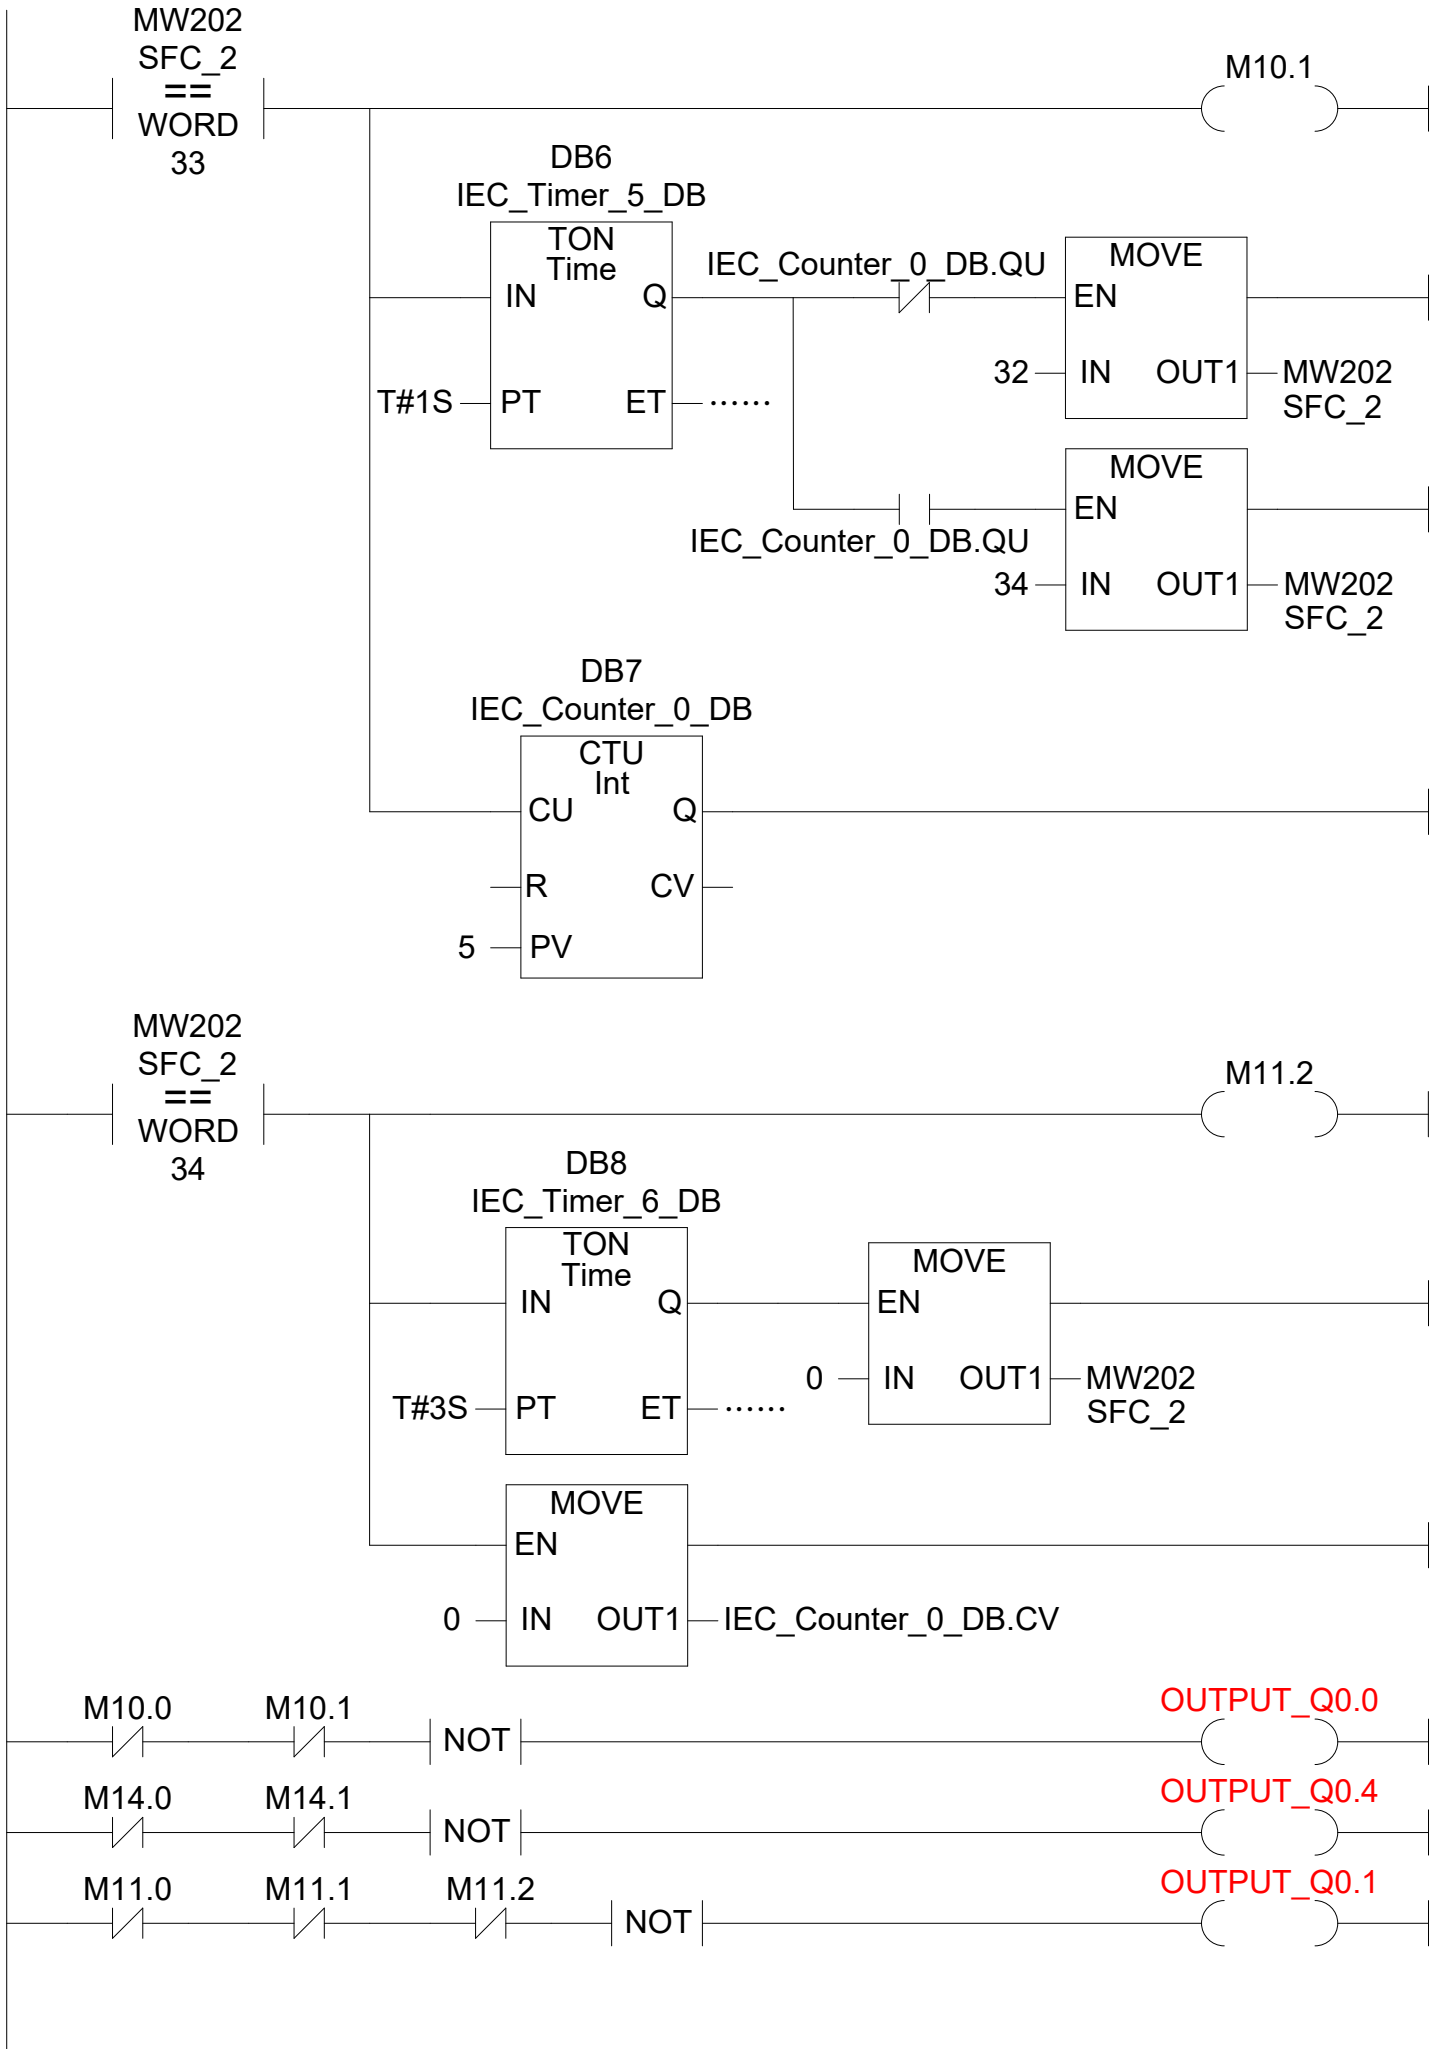 MW202
SFC_2
==
WORD
33
M10.1
DB6
IEC_Timer_5_DB
TON
Time
IN Q
T#1S PT ET ......
IEC_Counter_0_DB.QU
MOVE
EN
32 IN OUT1 MW202
SFC_2
IEC_Counter_0_DB.QU
MOVE
EN
34 IN OUT1 MW202
SFC_2
DB7
IEC_Counter_0_DB
CTU
Int
CU Q
R CV
5 PV
MW202
SFC_2
==
WORD
34
M11.2
DB8
IEC_Timer_6_DB
TON
Time
IN Q
T#3S PT ET ......
MOVE
EN
0 IN OUT1 MW202
SFC_2
MOVE
EN
0 IN OUT1 IEC_Counter_0_DB.CV
M10.0 M10.1 OUTPUT_Q0.0
NOT
M14.0 M14.1 OUTPUT_Q0.4
NOT
M11.0 M11.1 M11.2 OUTPUT_Q0.1
NOT